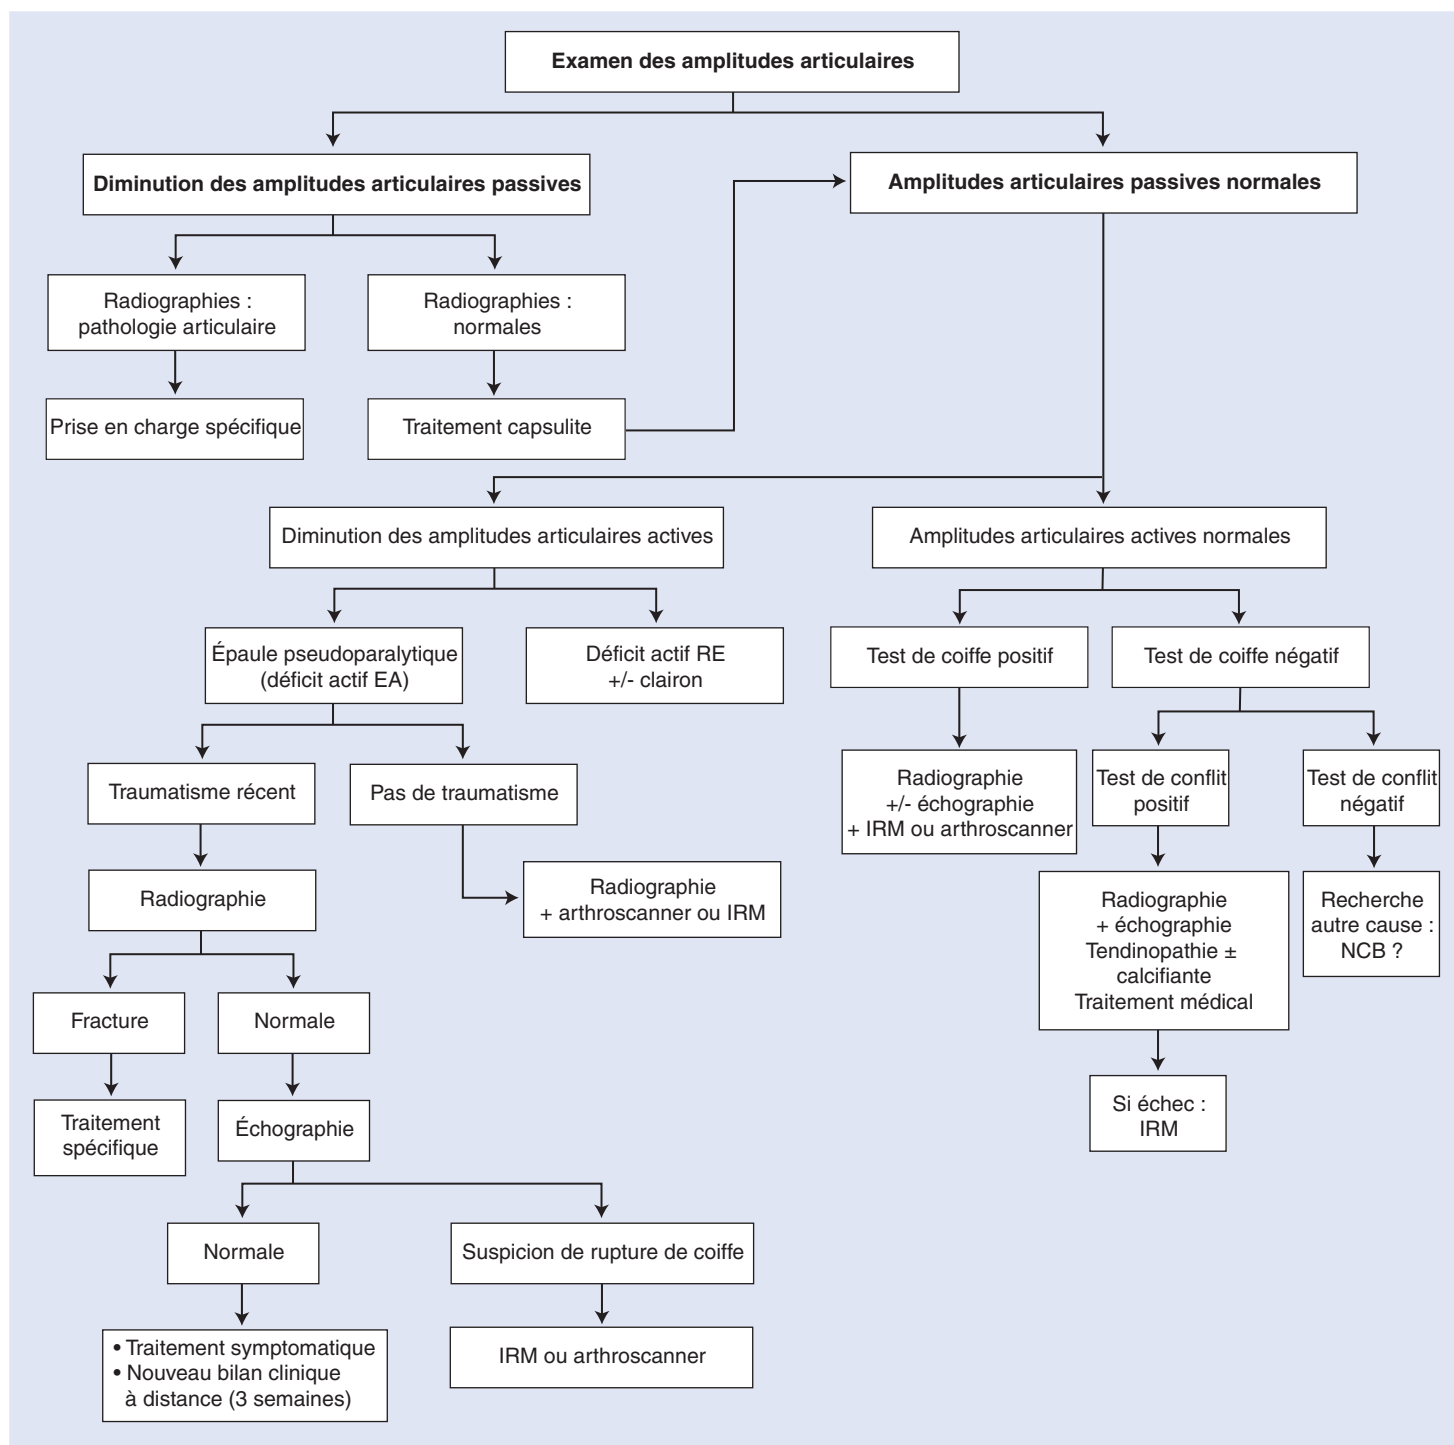 Examen des amplitudes articulaires
Diminution des amplitudes articulaires passives
Amplitudes articulaires passives normales
Radiographies :
pathologie articulaire
Radiographies :
normales
Prise en charge spécifique
Traitement capsulite
Diminution des amplitudes articulaires actives
Amplitudes articulaires actives normales
Épaule pseudoparalytique
(déficit actif EA)
Déficit actif RE
+/- clairon
Test de coiffe positif
Test de coiffe négatif
Traumatisme récent
Pas de traumatisme
Radiographie
+/- échographie
+ IRM ou arthroscanner
Test de conflit
positif
Test de conflit
négatif
Radiographie
Radiographie
+ arthroscanner ou IRM
Radiographie
+ échographie
Tendinopathie ±
calcifiante
Traitement médical
Recherche
autre cause :
NCB ?
Fracture
Normale
Traitement
spécifique
Échographie
Si échec :
IRM
Normale
Suspicion de rupture de coiffe
• Traitement symptomatique
• Nouveau bilan clinique
à distance (3 semaines)
IRM ou arthroscanner